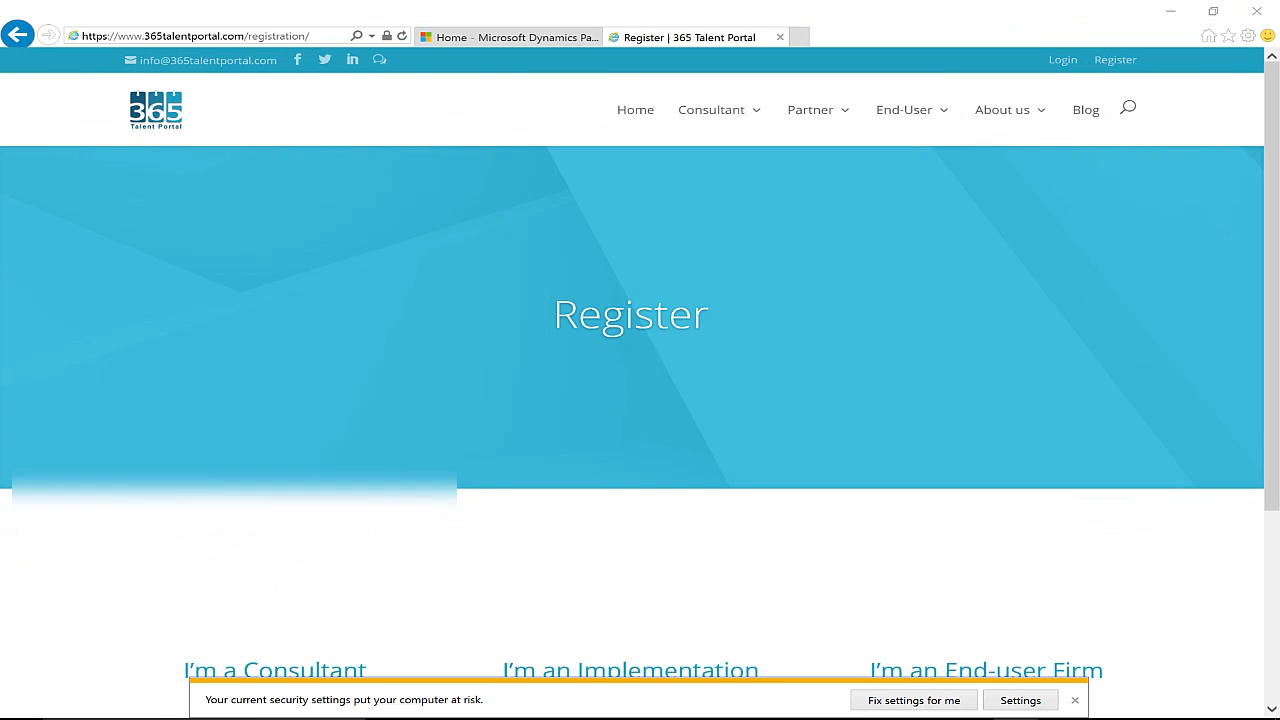 https://www.365talentportal.com/registration/
Home - Microsoft Dynamics Pa...
Register | 365 Talent Portal
info@365talentportal.com
Login
Register
365
Talent Portal
Home
Consultant
Partner
End-User
About us
Blog
Register
I'm a Consultant
I'm an Implementation
I'm an End-user Firm
Your current security settings put your computer at risk.
Fix settings for me
Settings